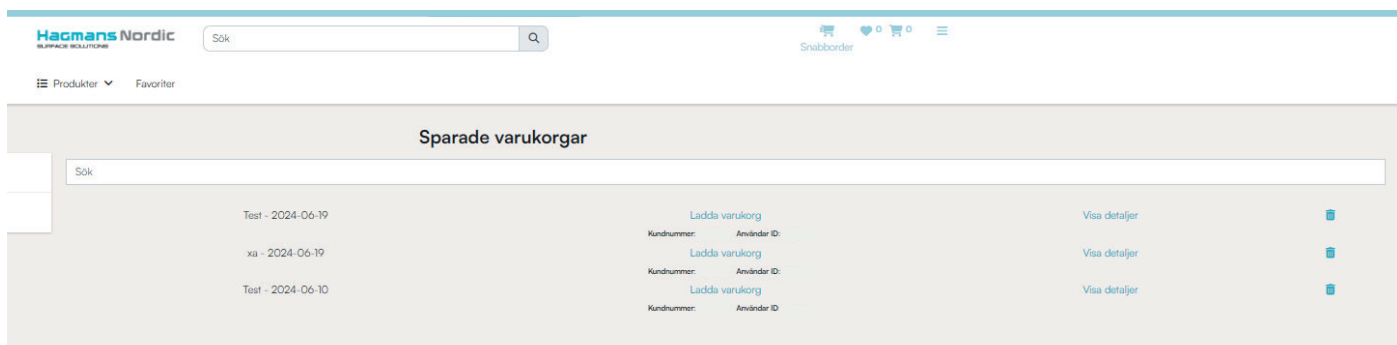 Hagmans Nordic
SURFACE SOLUTIONS
Sök
0 0
Snabborder
Produkter Favoriter
Sparade varukorgar
Sök
Test - 2024-06-19 Ladda varukorg Visa detaljer
Kundnummer: Användar ID:
xa - 2024-06-19 Ladda varukorg Visa detaljer
Kundnummer: Användar ID:
Test - 2024-06-10 Ladda varukorg Visa detaljer
Kundnummer: Användar ID